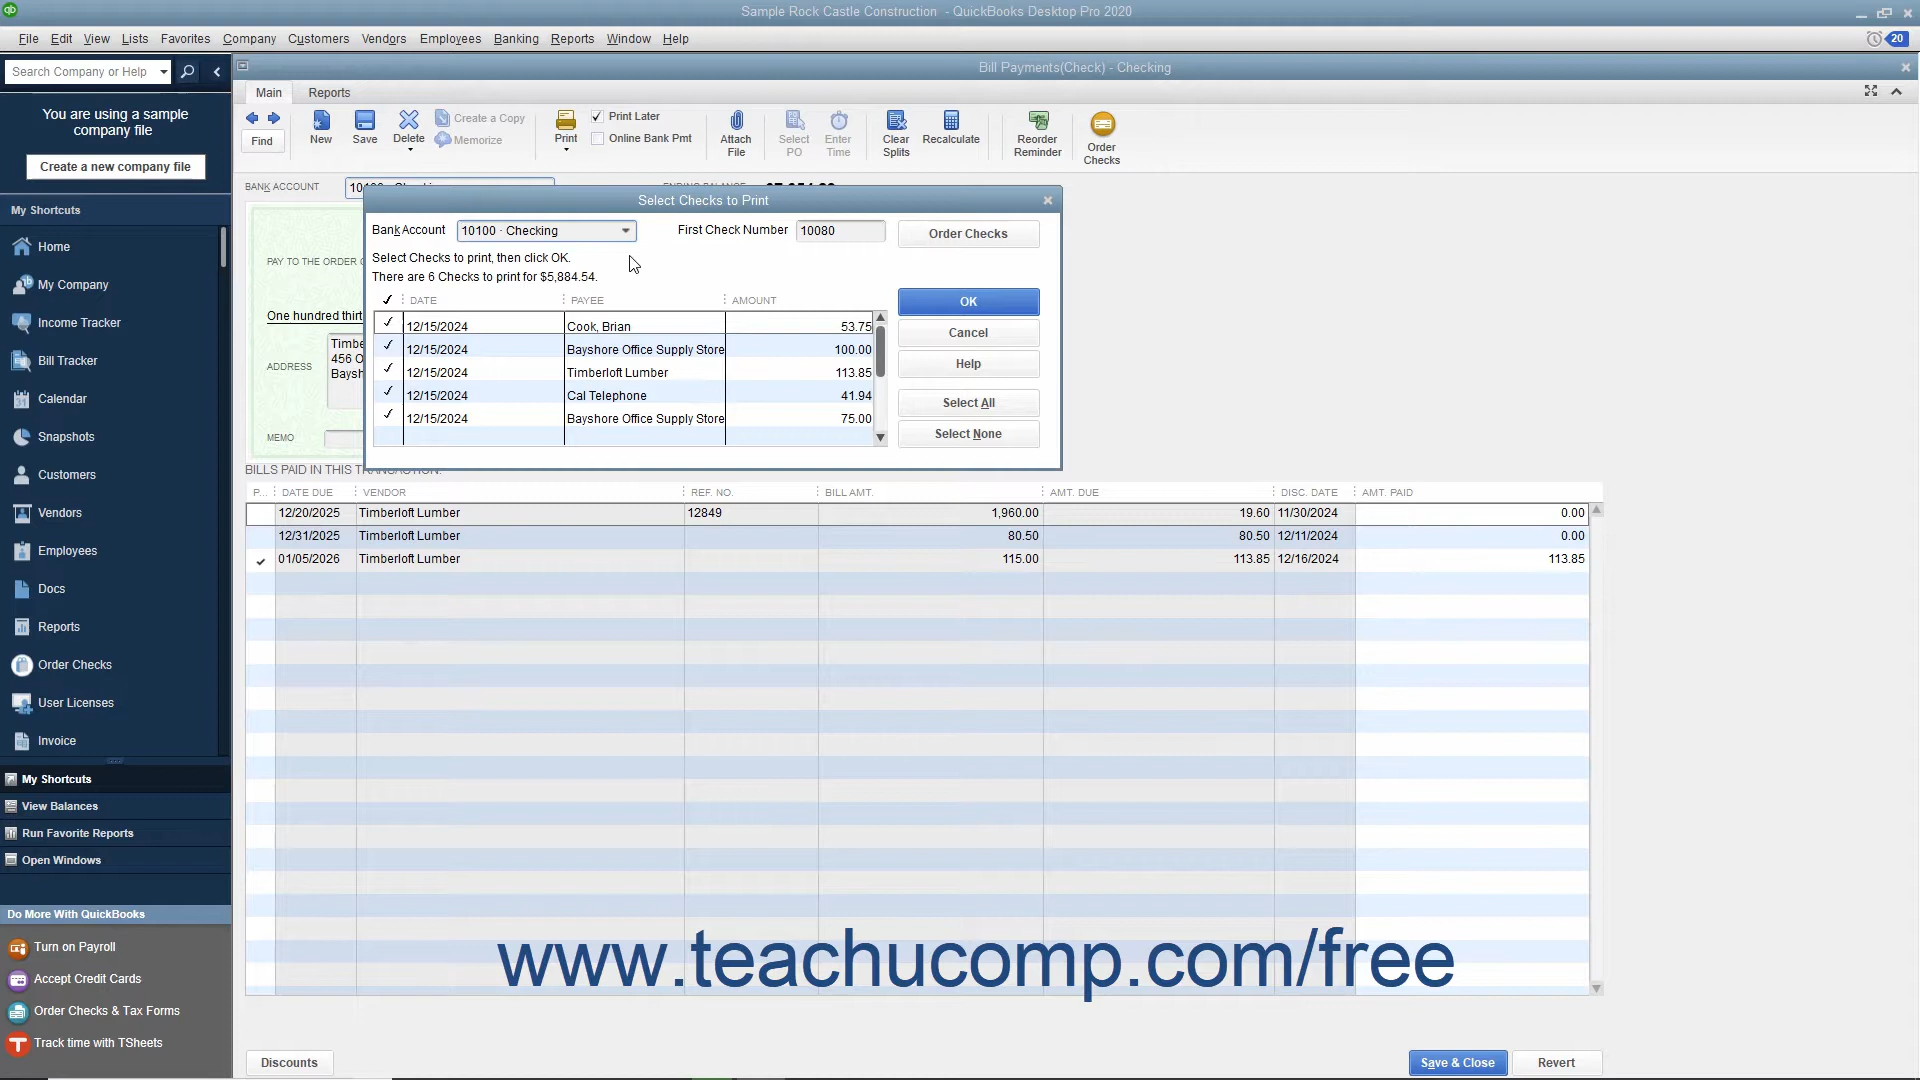 Sample Rock Castle Construction - QuickBooks Desktop Pro 2020
File Edit View Lists Favorites Company Customers Vendors Employees Banking Reports Window Help
20
Search Company or Help
Bill Payments(Check) - Checking
Main Reports
You are using a sample
company file
Create a new company file
Find
New
Save
Delete
Create a Copy
Memorize
Print
Print Later
Online Bank Pmt
Attach
File
Select
PO
Enter
Time
Clear
Splits
Recalculate
Reorder
Reminder
Order
Checks
BANK ACCOUNT
PAY TO THE ORDER
One hundred thirt
ADDRESS
Timbe
456 O
Baysh
MEMO
Select Checks to Print
Bank Account 10100 · Checking
First Check Number 10080
Order Checks
Select Checks to print, then click OK.
There are 6 Checks to print for $5,884.54.
✓ DATE PAYEE AMOUNT
✓ 12/15/2024 Cook, Brian 53.75
✓ 12/15/2024 Bayshore Office Supply Store 100.00
✓ 12/15/2024 Timberloft Lumber 113.85
✓ 12/15/2024 Cal Telephone 41.94
✓ 12/15/2024 Bayshore Office Supply Store 75.00
OK
Cancel
Help
Select All
Select None
BILLS PAID IN THIS TRANSACTION:
P... DATE DUE VENDOR REF. NO. BILL AMT. AMT. DUE DISC. DATE AMT. PAID
12/20/2025 Timberloft Lumber 12849 1,960.00 19.60 11/30/2024 0.00
12/31/2025 Timberloft Lumber 80.50 80.50 12/11/2024 0.00
✓ 01/05/2026 Timberloft Lumber 115.00 113.85 12/16/2024 113.85
My Shortcuts
Home
My Company
Income Tracker
Bill Tracker
Calendar
Snapshots
Customers
Vendors
Employees
Docs
Reports
Order Checks
User Licenses
Invoice
My Shortcuts
View Balances
Run Favorite Reports
Open Windows
Do More With QuickBooks
Turn on Payroll
Accept Credit Cards
Order Checks & Tax Forms
Track time with TSheets
www.teachucomp.com/free
Discounts
Save & Close
Revert